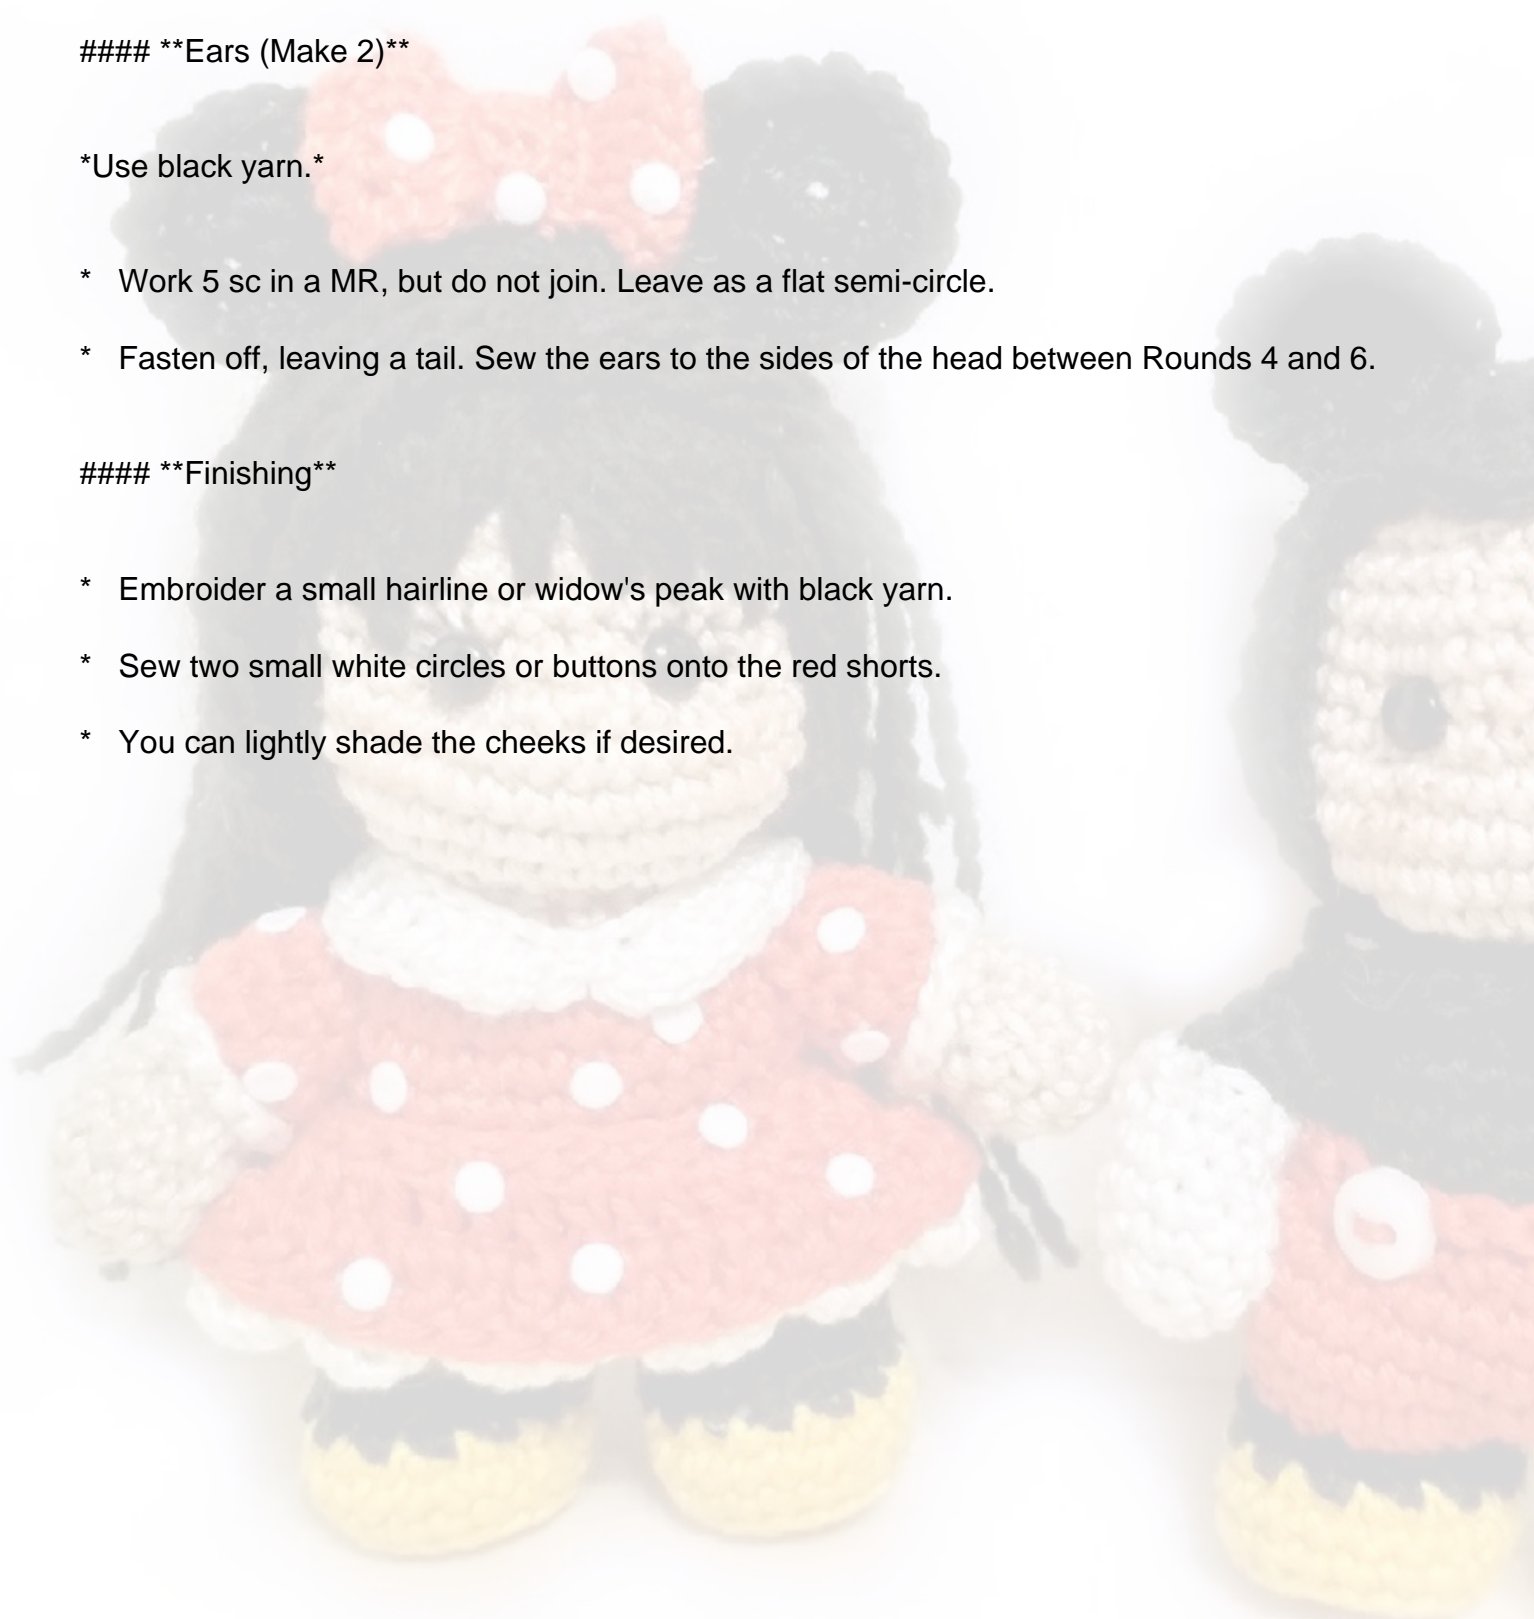 #### **Ears (Make 2)**
*Use black yarn.*
* Work 5 sc in a MR, but do not join. Leave as a flat semi-circle.
* Fasten off, leaving a tail. Sew the ears to the sides of the head between Rounds 4 and 6.
#### **Finishing**
* Embroider a small hairline or widow's peak with black yarn.
* Sew two small white circles or buttons onto the red shorts.
* You can lightly shade the cheeks if desired.